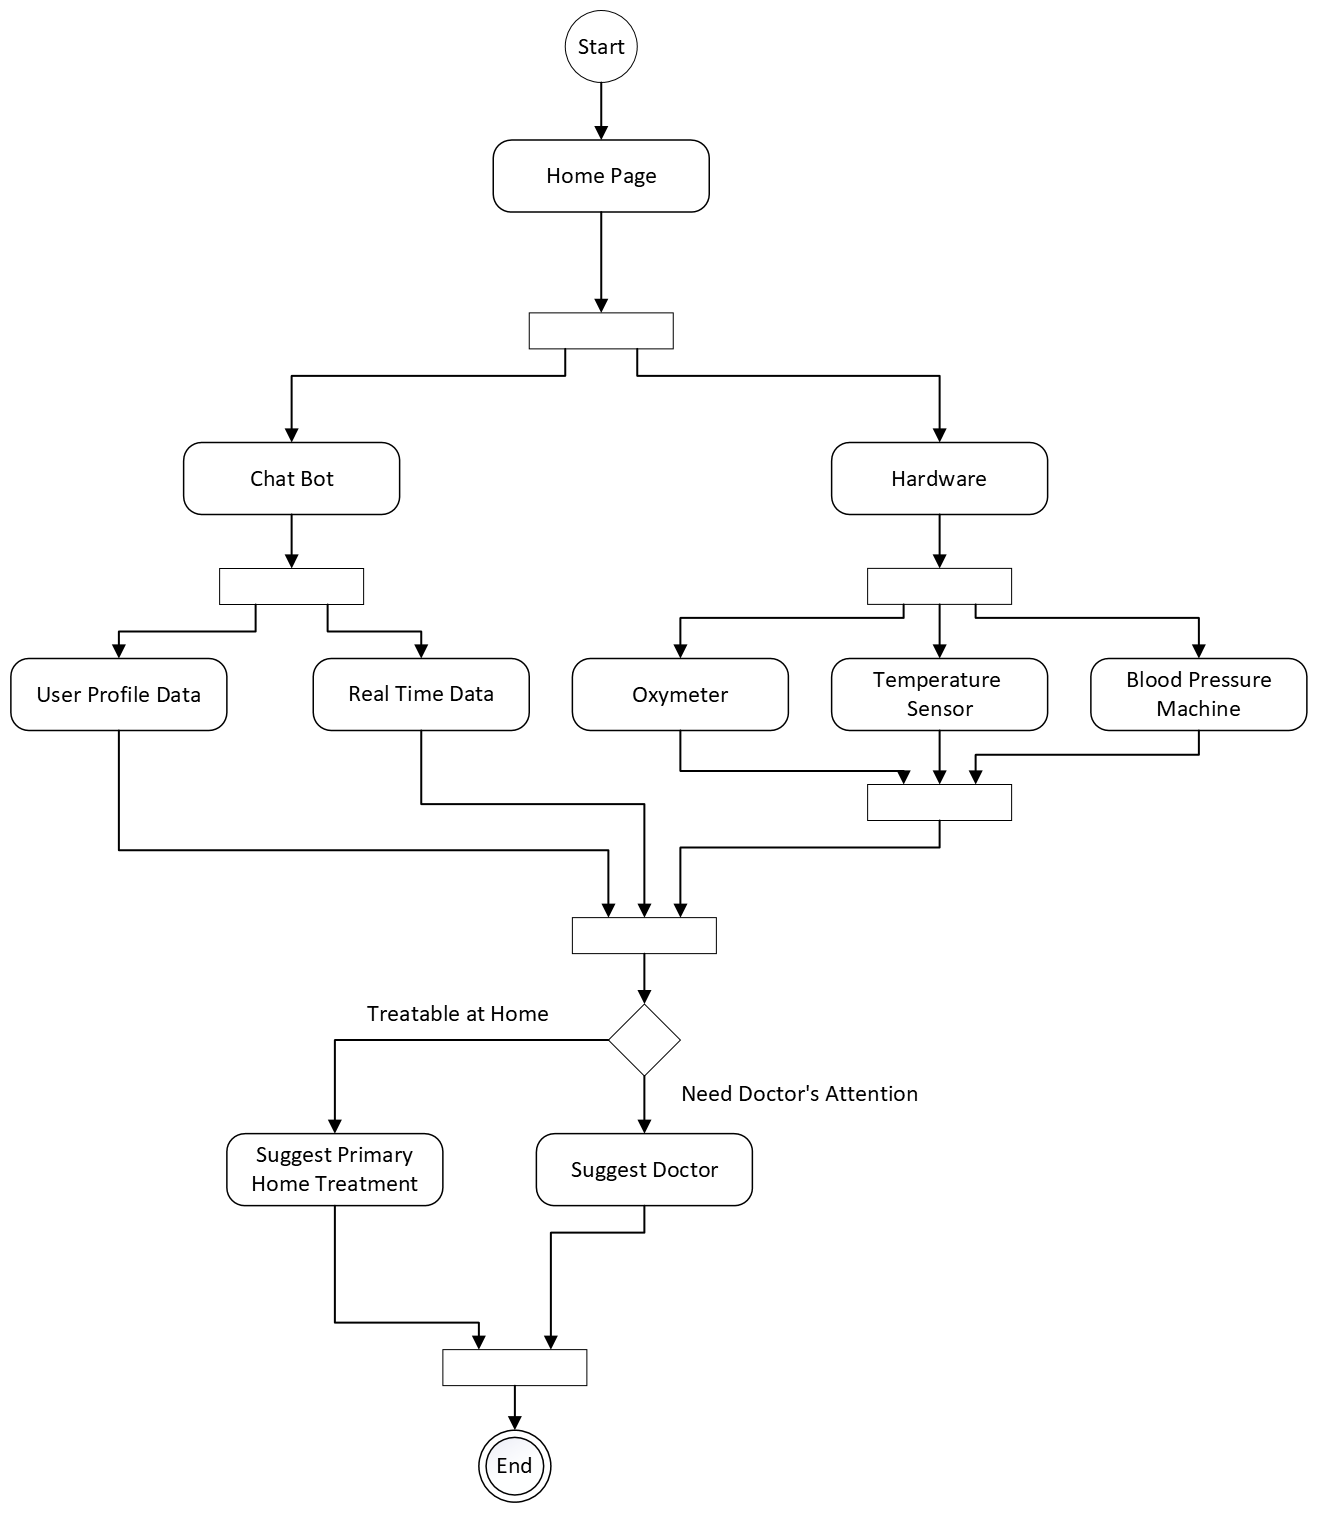 Start
Home Page
Chat Bot
Hardware
User Profile Data
Real Time Data
Oxymeter
Temperature
Sensor
Blood Pressure
Machine
Treatable at Home
Need Doctor's Attention
Suggest Primary
Home Treatment
Suggest Doctor
End